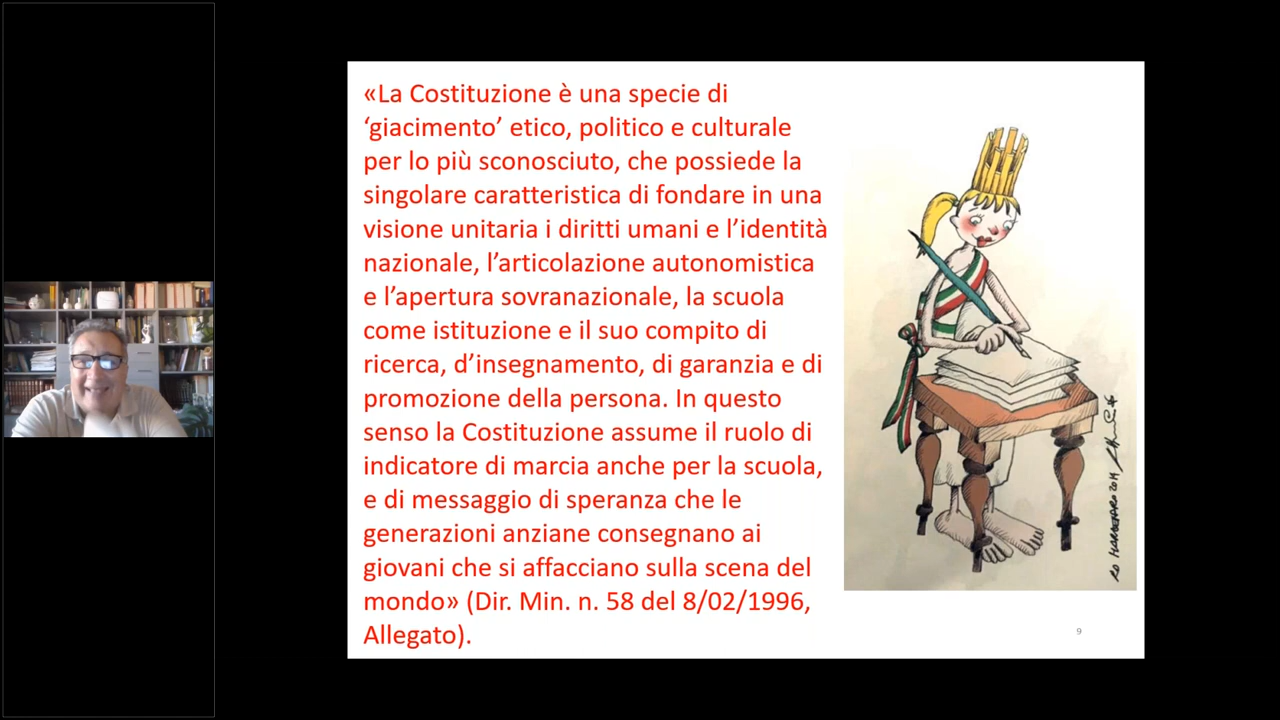 «La Costituzione è una specie di
‘giacimento’ etico, politico e culturale
per lo più sconosciuto, che possiede la
singolare caratteristica di fondare in una
visione unitaria i diritti umani e l’identità
nazionale, l’articolazione autonomistica
e l’apertura sovranazionale, la scuola
come istituzione e il suo compito di
ricerca, d’insegnamento, di garanzia e di
promozione della persona. In questo
senso la Costituzione assume il ruolo di
indicatore di marcia anche per la scuola,
e di messaggio di speranza che le
generazioni anziane consegnano ai
giovani che si affacciano sulla scena del
mondo» (Dir. Min. n. 58 del 8/02/1996,
Allegato).
9